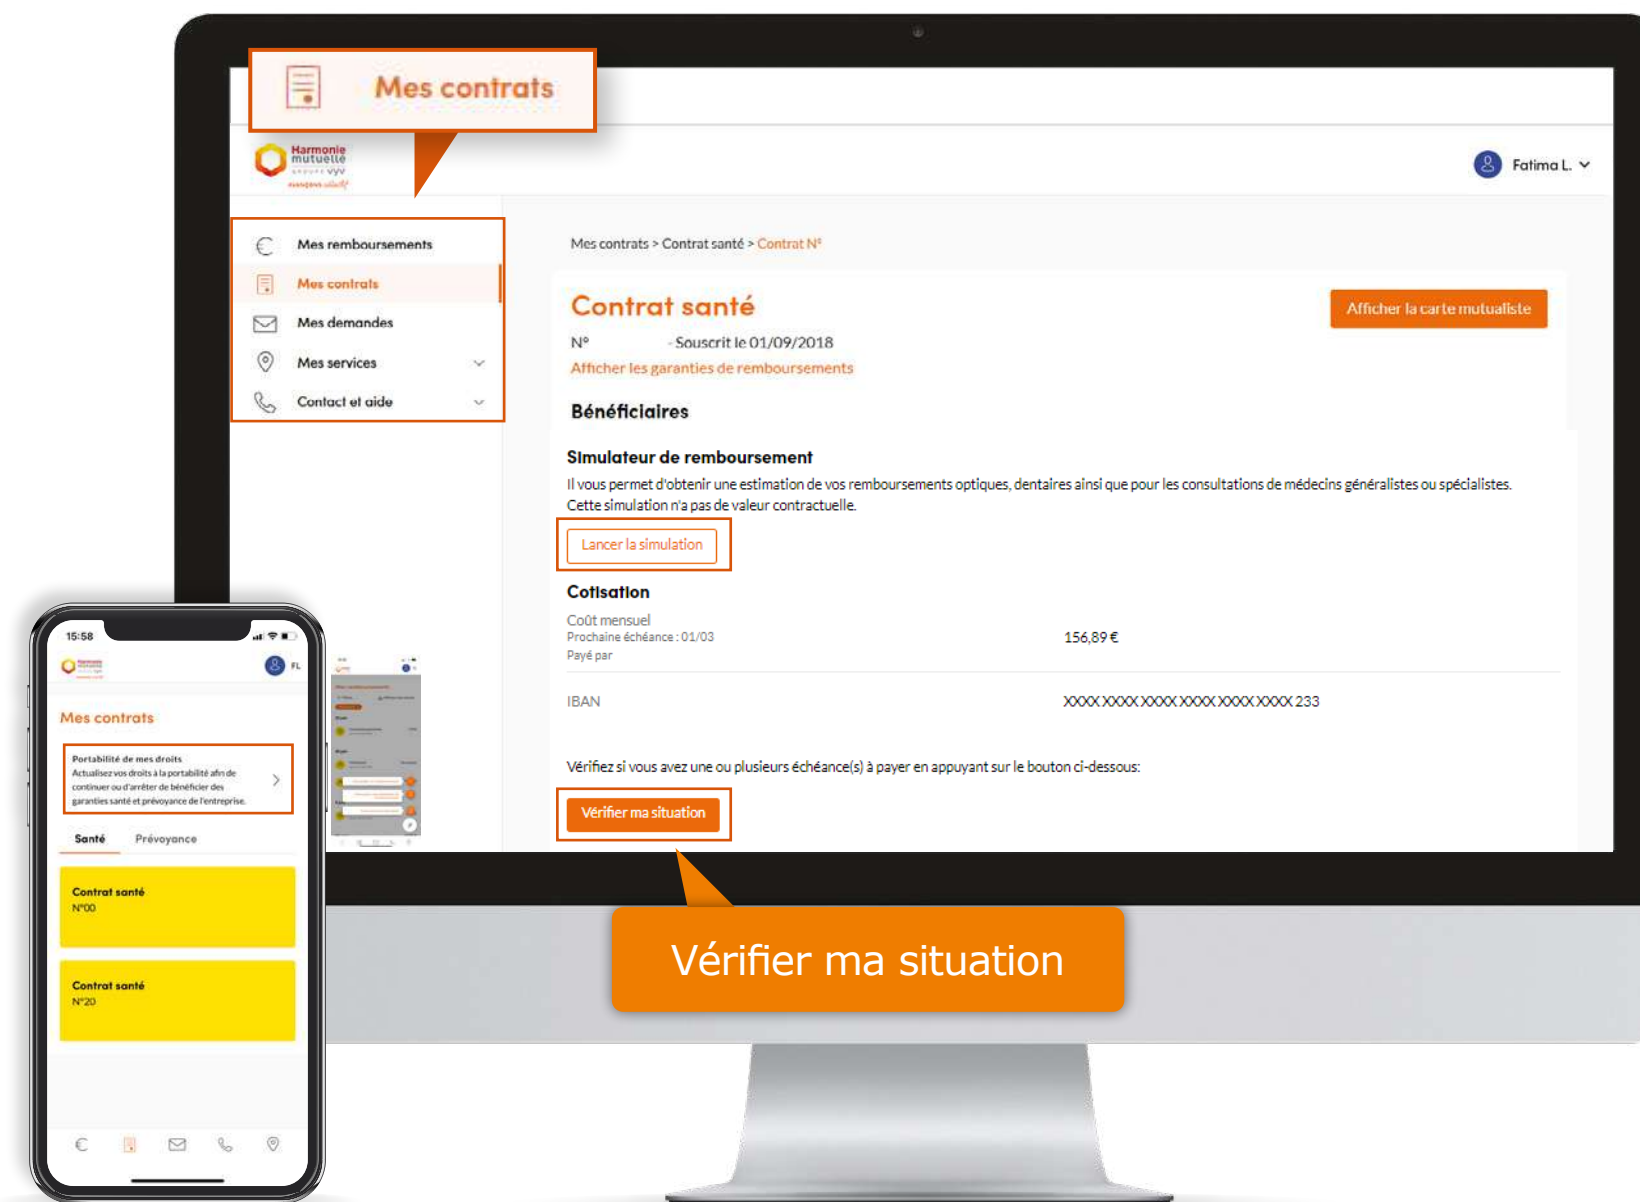 Mes contrats
Harmonie
mutuelle
GROUPE VYV
Fatima L.
Mes remboursements
Mes contrats
Mes demandes
Mes services
Contact et aide
Mes contrats > Contrat santé > Contrat N°
Contrat santé
Afficher la carte mutualiste
N° - Souscrit le 01/09/2018
Afficher les garanties de remboursements
Bénéficiaires
Simulateur de remboursement
Il vous permet d'obtenir une estimation de vos remboursements optiques, dentaires ainsi que pour les consultations de médecins généralistes ou spécialistes.
Cette simulation n'a pas de valeur contractuelle.
Lancer la simulation
Cotisation
Coût mensuel
Prochaine échéance : 01/03
156,89 €
Payé par
IBAN
XXXX XXXX XXXX XXXX XXXX XXXX 233
Vérifiez si vous avez une ou plusieurs échéance(s) à payer en appuyant sur le bouton ci-dessous:
Vérifier ma situation
Vérifier ma situation
15:58
Harmonie
mutuelle
FL
Mes contrats
Portabilité de mes droits
Actualisez vos droits à la portabilité afin de
continuer ou d'arrêter de bénéficier des
garanties santé et prévoyance de l'entreprise.
Santé Prévoyance
Contrat santé
N°00
Contrat santé
N°20